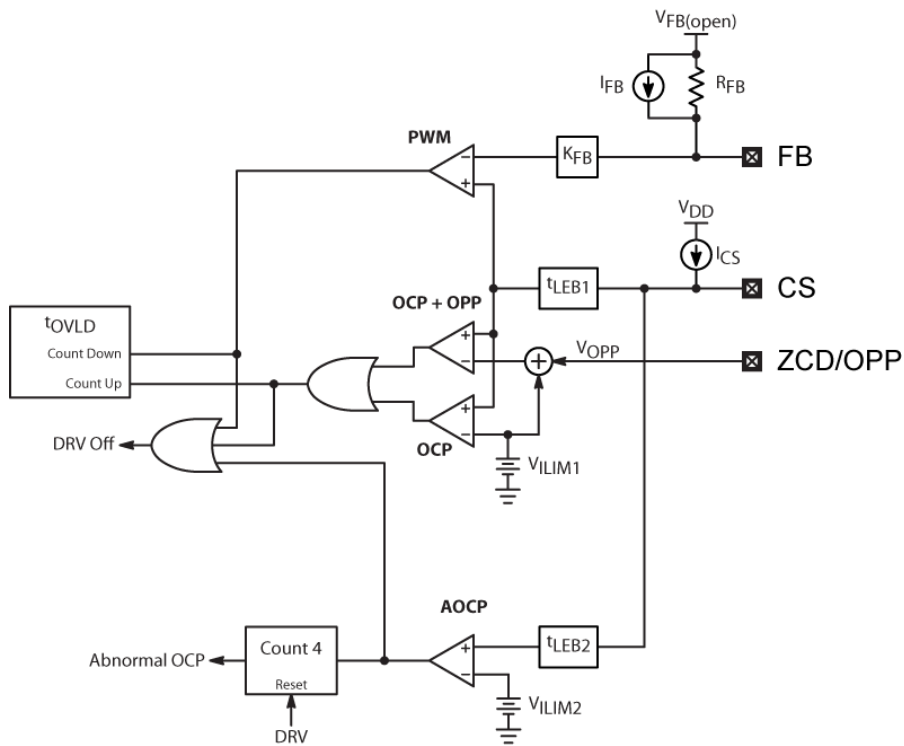 VFB(open)
IFB
RFB
PWM
−
+
KFB
FB
VDD
ICS
tLEB1
CS
OCP + OPP
tOVLD
Count Down
Count Up
+
−
+
VOPP
ZCD/OPP
+
−
OCP
DRV Off
VILIM1
AOCP
Count 4
Reset
Abnormal OCP
+
−
tLEB2
VILIM2
DRV